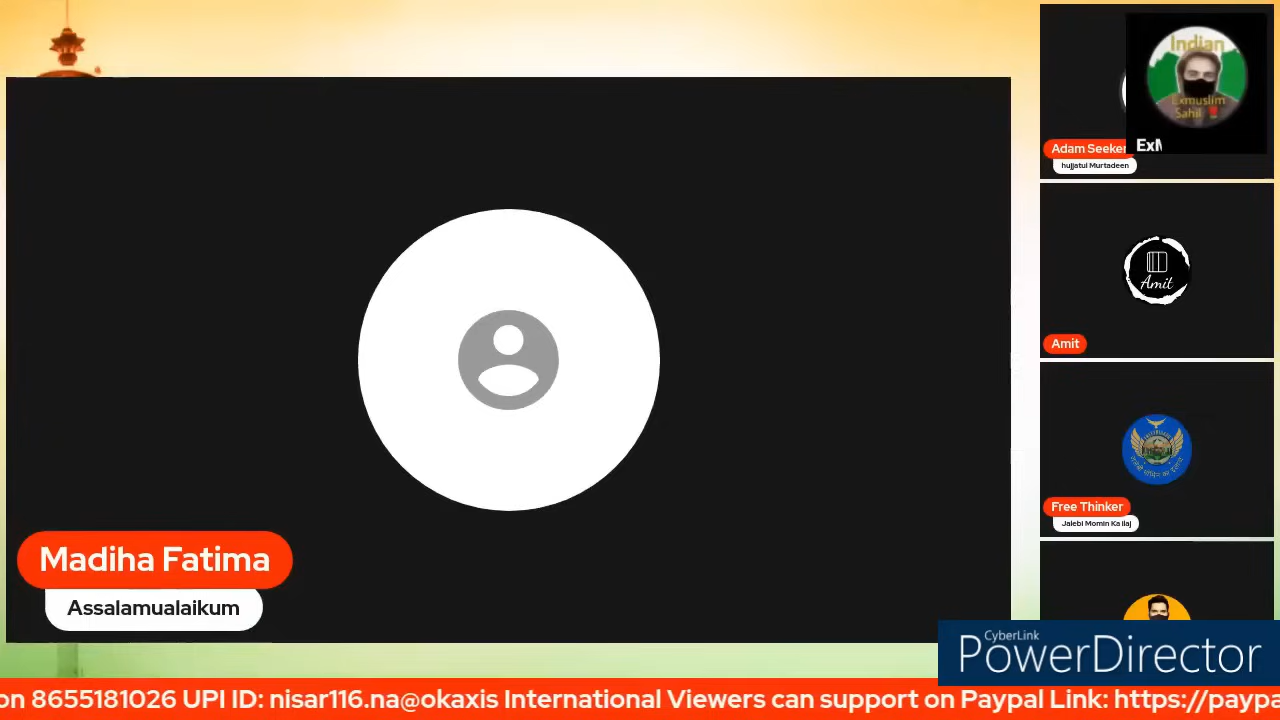 Indian
Exmuslim
Sahil
Adam Seeker
hujjatul Murtadeen
Amit
Amit
Free Thinker
Jalebi Momin Ka ilaj
Madiha Fatima
Assalamualaikum
CyberLink
PowerDirector
on 8655181026 UPI ID: nisar116.na@okaxis International Viewers can support on Paypal Link: https://paypa